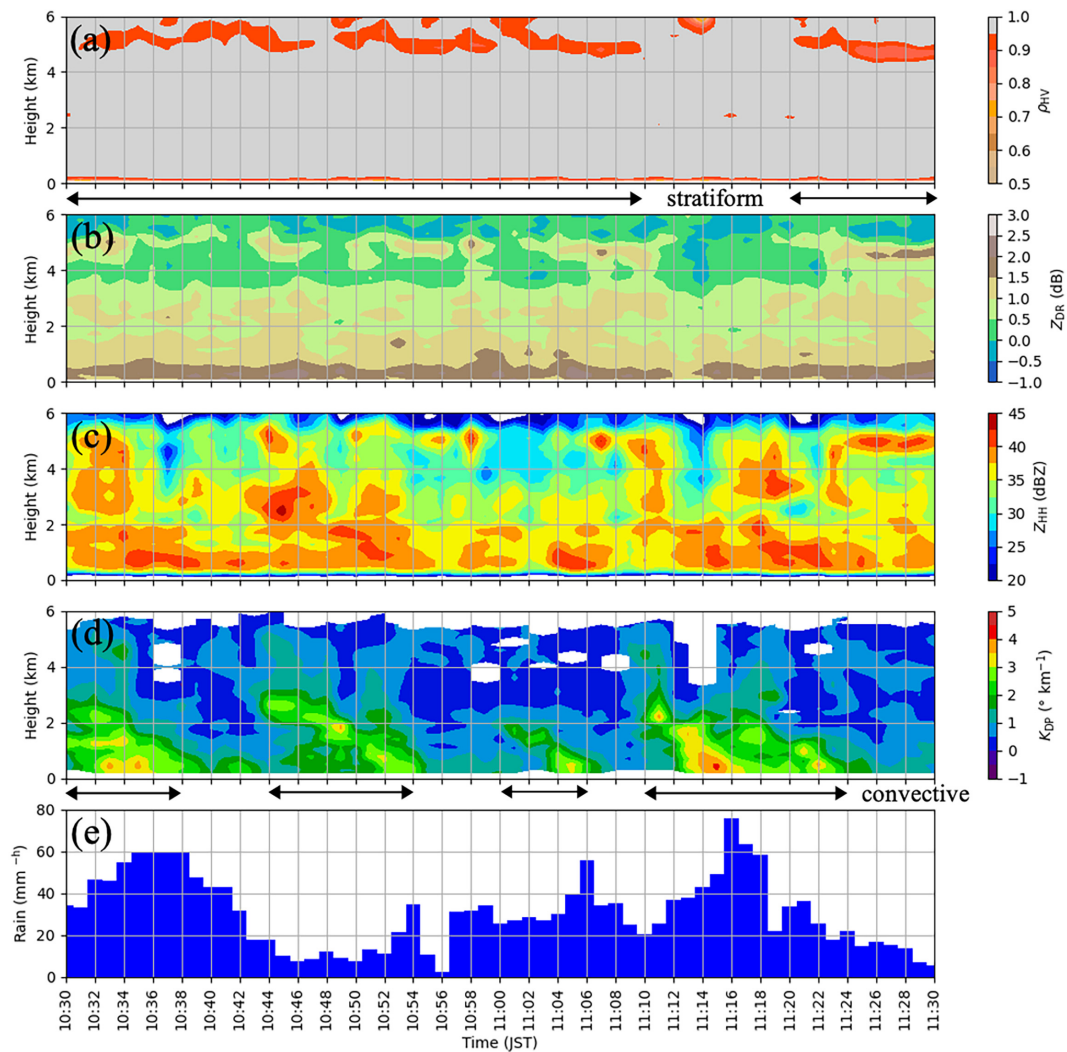 (a)
Height (km)
6
4
2
0
1.0
0.9
0.8
0.7
0.6
0.5
ρHV
stratiform
(b)
Height (km)
6
4
2
0
3.0
2.5
2.0
1.5
1.0
0.5
0.0
−0.5
−1.0
ZDR (dB)
(c)
Height (km)
6
4
2
0
45
40
35
30
25
20
ZHH (dBZ)
(d)
Height (km)
6
4
2
0
5
4
3
2
1
0
−1
KDP (° km−1)
convective
(e)
Rain (mm −h)
80
60
40
20
0
10:30 10:32 10:34 10:36 10:38 10:40 10:42 10:44 10:46 10:48 10:50 10:52 10:54 10:56 10:58 11:00 11:02 11:04 11:06 11:08 11:10 11:12 11:14 11:16 11:18 11:20 11:22 11:24 11:26 11:28 11:30
Time (JST)